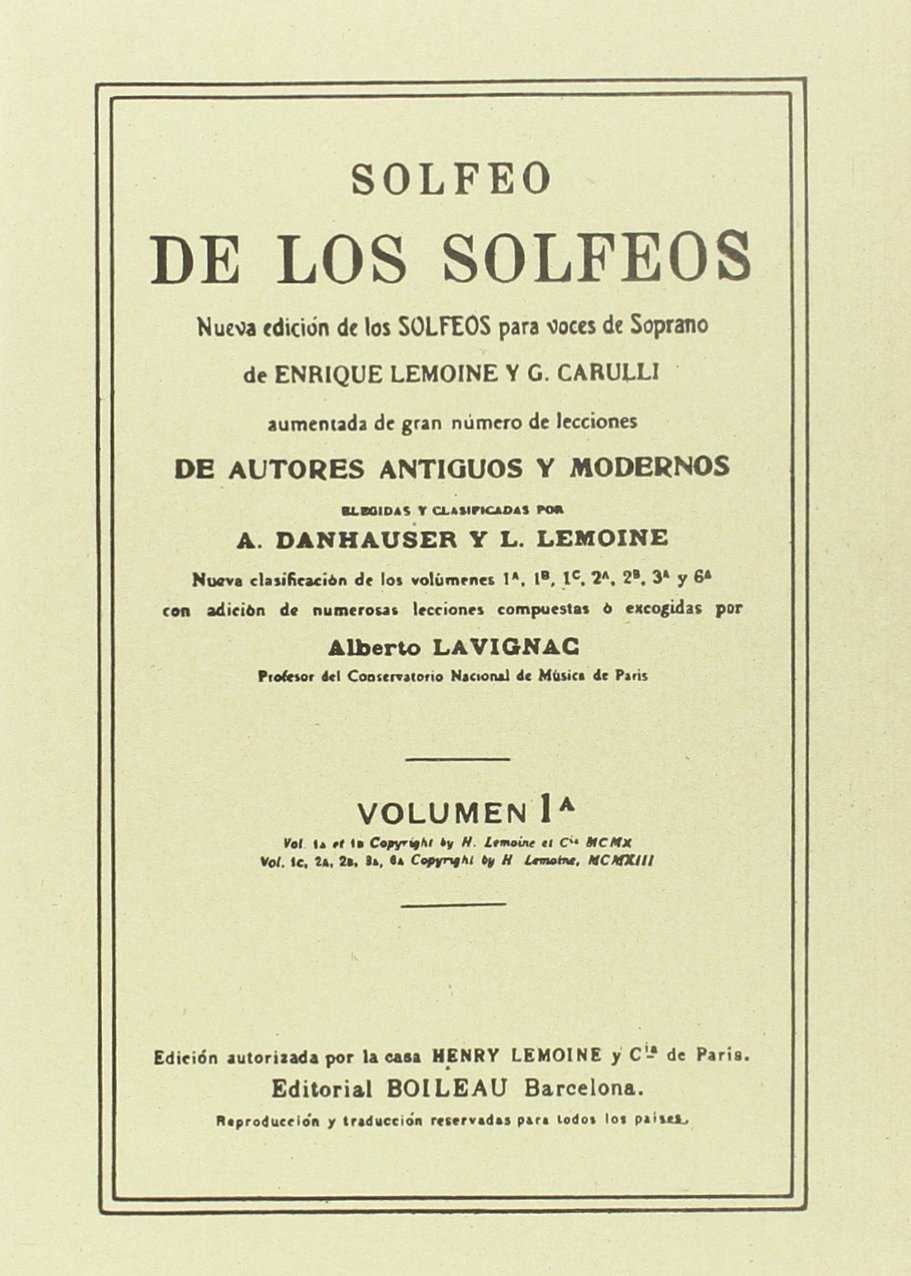 SOLFEO
DE LOS SOLFEOS
Nueva edición de los SOLFEOS para voces de Soprano
de ENRIQUE LEMOINE Y G. CARULLI
aumentada de gran número de lecciones
DE AUTORES ANTIGUOS Y MODERNOS
ELEGIDAS Y CLASIFICADAS POR
A. DANHAUSER Y L. LEMOINE
Nueva clasificación de los volúmenes 1ᴬ, 1ᴮ, 1ᶜ, 2ᴬ, 2ᴮ, 3ᴬ y 6ᴬ
con adición de numerosas lecciones compuestas ò excogidas por
Alberto LAVIGNAC
Profesor del Conservatorio Nacional de Música de Paris
VOLUMEN 1ᴬ
Vol. 1A et 1B Copyright by H. Lemoine et Cⁱᵉ MCMX
Vol. 1C, 2A, 2B, 3A, 6A Copyright by H Lemoine, MCMXIII
Edición autorizada por la casa HENRY LEMOINE y Cⁱᵃ de Paris.
Editorial BOILEAU Barcelona.
Reproducción y traducción reservadas para todos los países.